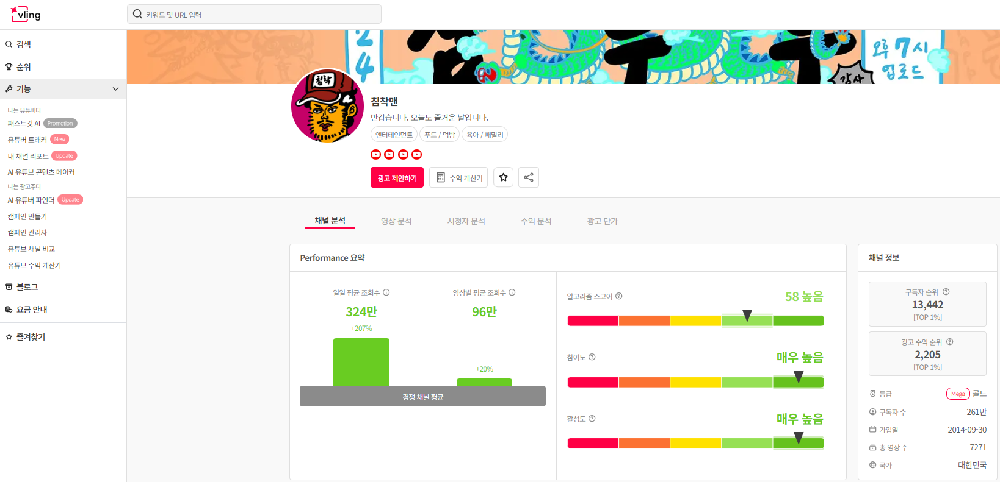 vling
키워드 및 URL 입력
검색
순위
기능
나는 유튜버다
패스트컷 AI Promotion
유튜버 트래커 New
내 채널 리포트 Update
AI 유튜브 콘텐츠 메이커
나는 광고주다
AI 유튜버 파인더 Update
캠페인 만들기
캠페인 관리자
유튜브 채널 비교
유튜브 수익 계산기
블로그
요금 안내
즐겨찾기
2
4
오후 7시
업로드
감사
침착
침착맨
반갑습니다. 오늘도 즐거운 날입니다.
엔터테인먼트 푸드 / 먹방 육아 / 패밀리
광고 제안하기 수익 계산기
채널 분석 영상 분석 시청자 분석 수익 분석 광고 단가
Performance 요약
일일 평균 조회수 영상별 평균 조회수
324만 96만
+207%
+20%
경쟁 채널 평균
알고리즘 스코어 58 높음
참여도 매우 높음
활성도 매우 높음
채널 정보
구독자 순위
13,442
[TOP 1%]
광고 수익 순위
2,205
[TOP 1%]
등급 Mega 골드
구독자 수 261만
가입일 2014-09-30
총 영상 수 7271
국가 대한민국